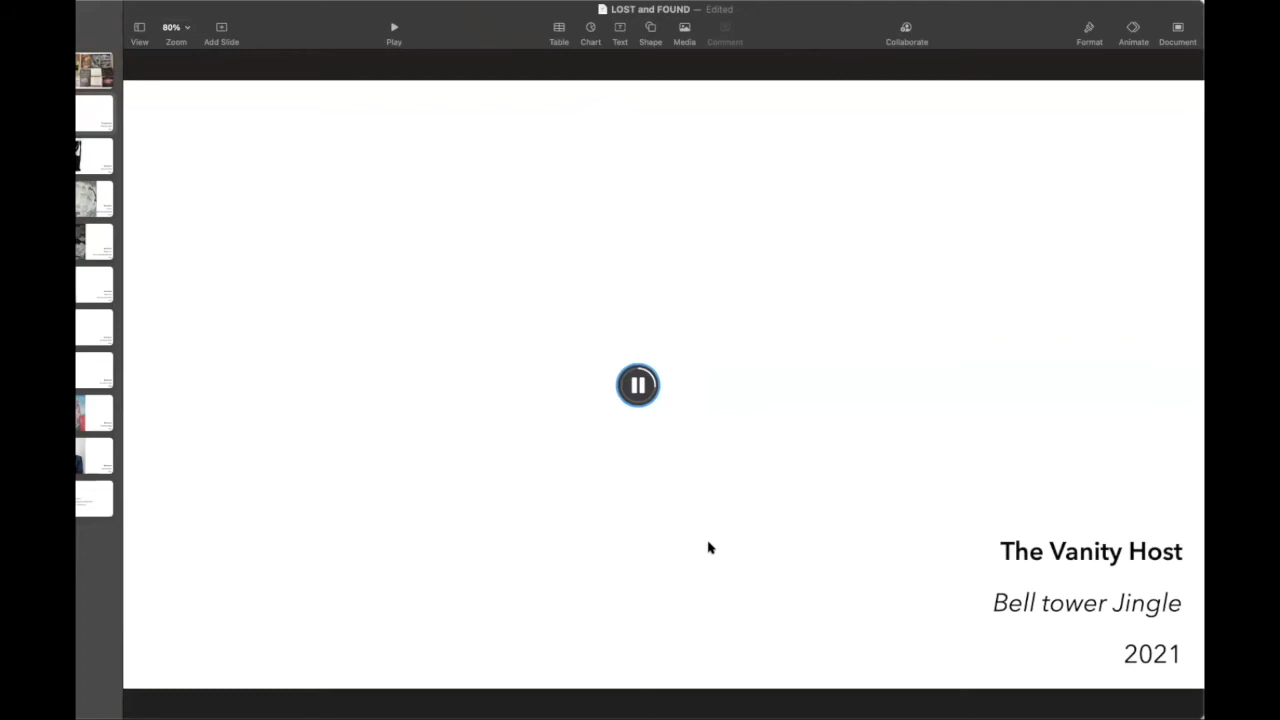 LOST and FOUND — Edited
80%
View Zoom Add Slide Play Table Chart Text Shape Media Comment Collaborate Format Animate Document
The Vanity Host
Bell tower Jingle
2021